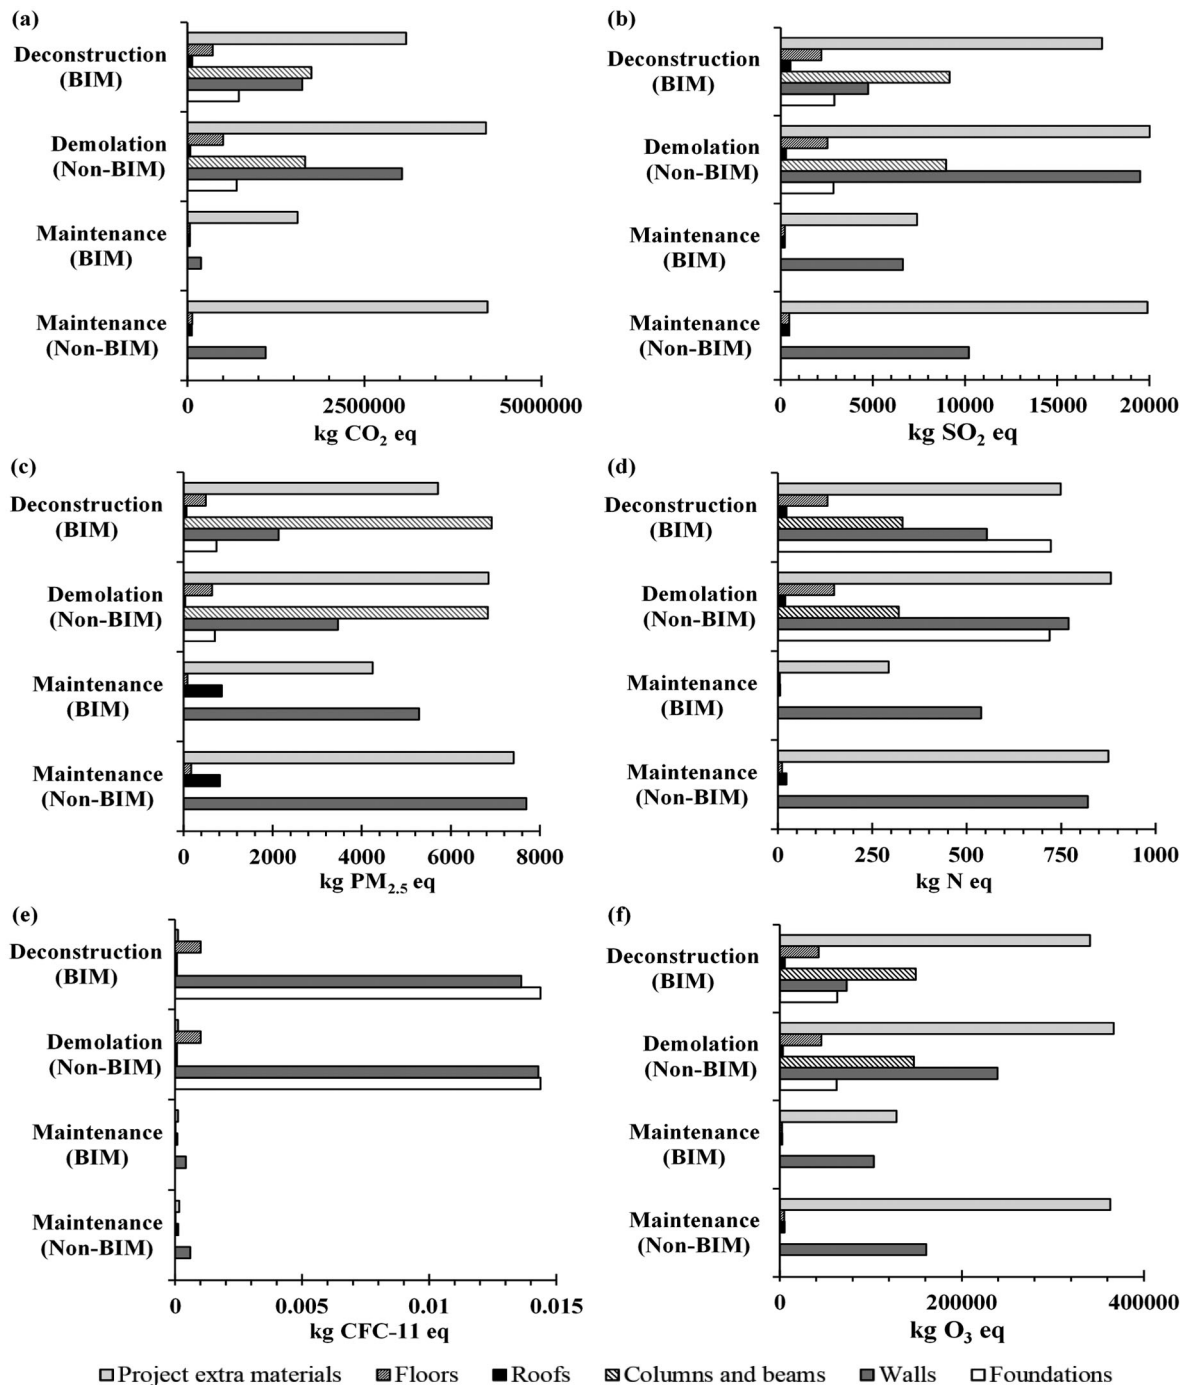 (a)
Deconstruction
(BIM)
Demolation
(Non-BIM)
Maintenance
(BIM)
Maintenance
(Non-BIM)
0 2500000 5000000
kg CO₂ eq
(b)
Deconstruction
(BIM)
Demolation
(Non-BIM)
Maintenance
(BIM)
Maintenance
(Non-BIM)
0 5000 10000 15000 20000
kg SO₂ eq
(c)
Deconstruction
(BIM)
Demolation
(Non-BIM)
Maintenance
(BIM)
Maintenance
(Non-BIM)
0 2000 4000 6000 8000
kg PM₂.₅ eq
(d)
Deconstruction
(BIM)
Demolation
(Non-BIM)
Maintenance
(BIM)
Maintenance
(Non-BIM)
0 250 500 750 1000
kg N eq
(e)
Deconstruction
(BIM)
Demolation
(Non-BIM)
Maintenance
(BIM)
Maintenance
(Non-BIM)
0 0.005 0.01 0.015
kg CFC-11 eq
(f)
Deconstruction
(BIM)
Demolation
(Non-BIM)
Maintenance
(BIM)
Maintenance
(Non-BIM)
0 200000 400000
kg O₃ eq
Project extra materials Floors Roofs Columns and beams Walls Foundations